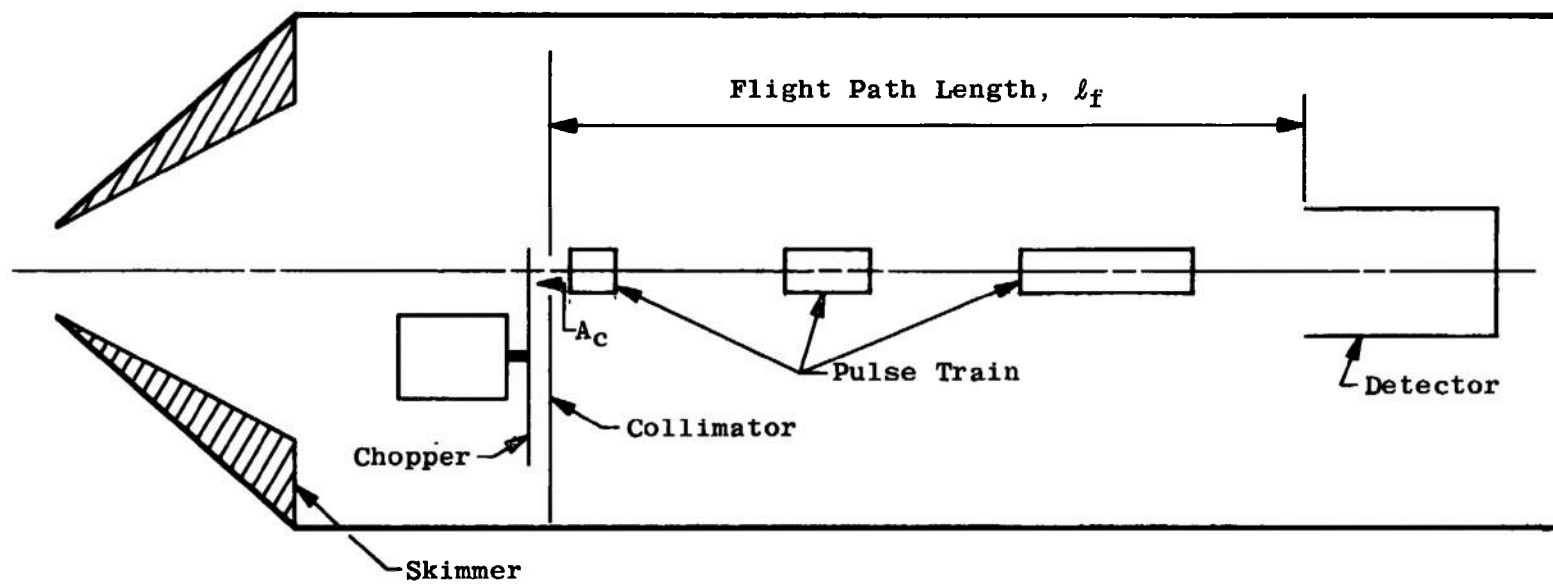 Flight Path Length, ℓf
Ac
Pulse Train
Detector
Collimator
Chopper
Skimmer